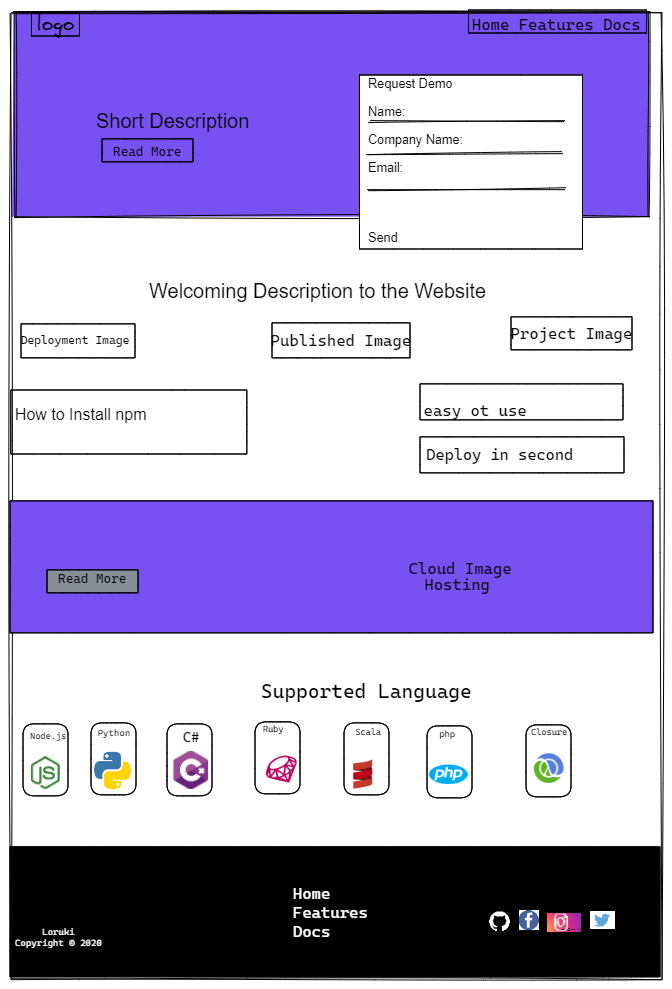 logo
Home Features Docs
Short Description
Read More
Request Demo
Name:
Company Name:
Email:
Send
Welcoming Description to the Website
Deployment Image
Published Image
Project Image
How to Install npm
easy ot use
Deploy in second
Read More
Cloud Image
Hosting
Supported Language
Node.js
JS
Python
C#
C#
Ruby
Scala
php
php
Closure
Home
Features
Docs
Loruki
Copyright © 2020